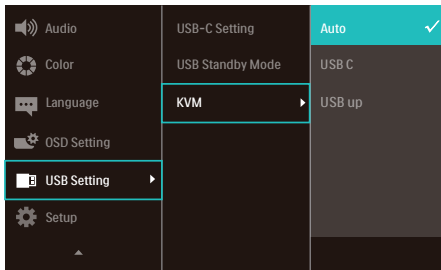 Audio
Color
Language
OSD Setting
USB Setting
Setup
USB-C Setting
USB Standby Mode
KVM
Auto
USB C
USB up